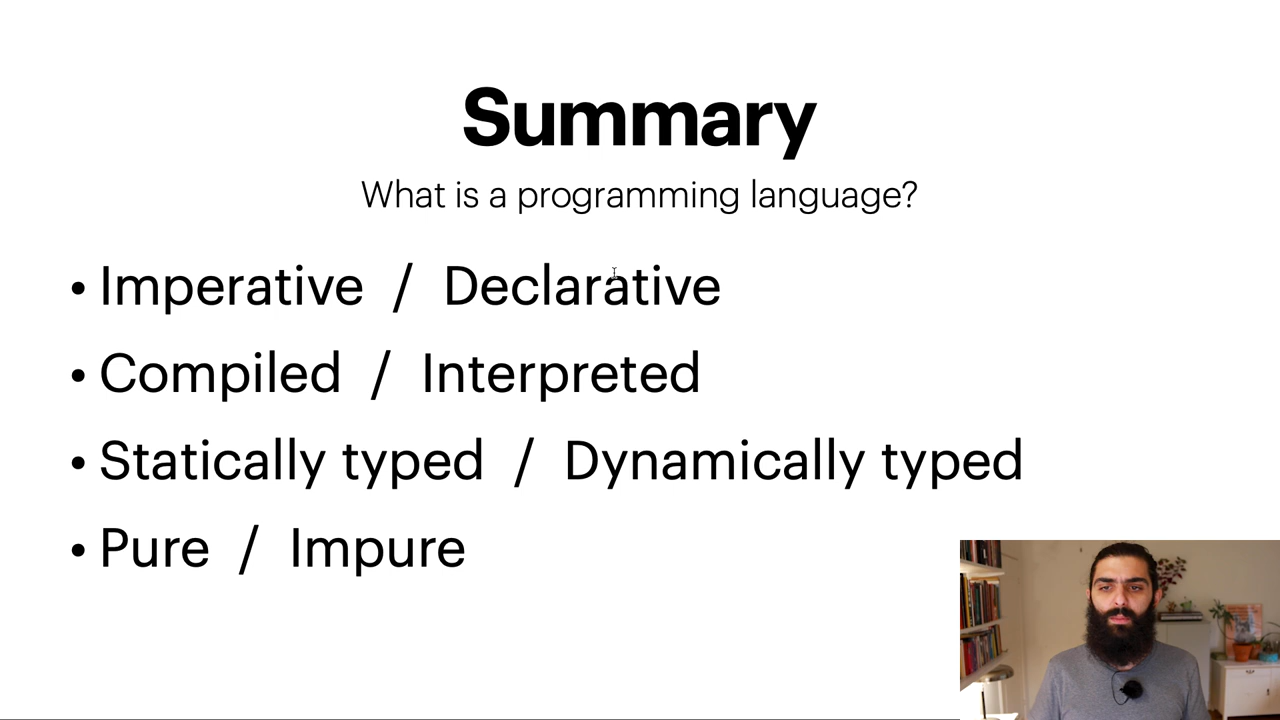 Summary
What is a programming language?
• Imperative / Declarative
• Compiled / Interpreted
• Statically typed / Dynamically typed
• Pure / Impure